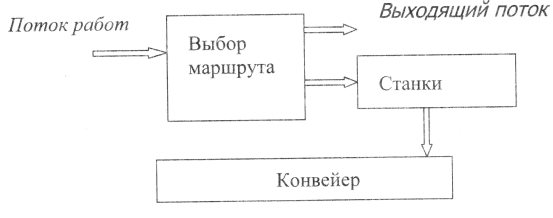 Поток работ
Выходящий поток
Выбор
маршрута
Станки
Конвейер